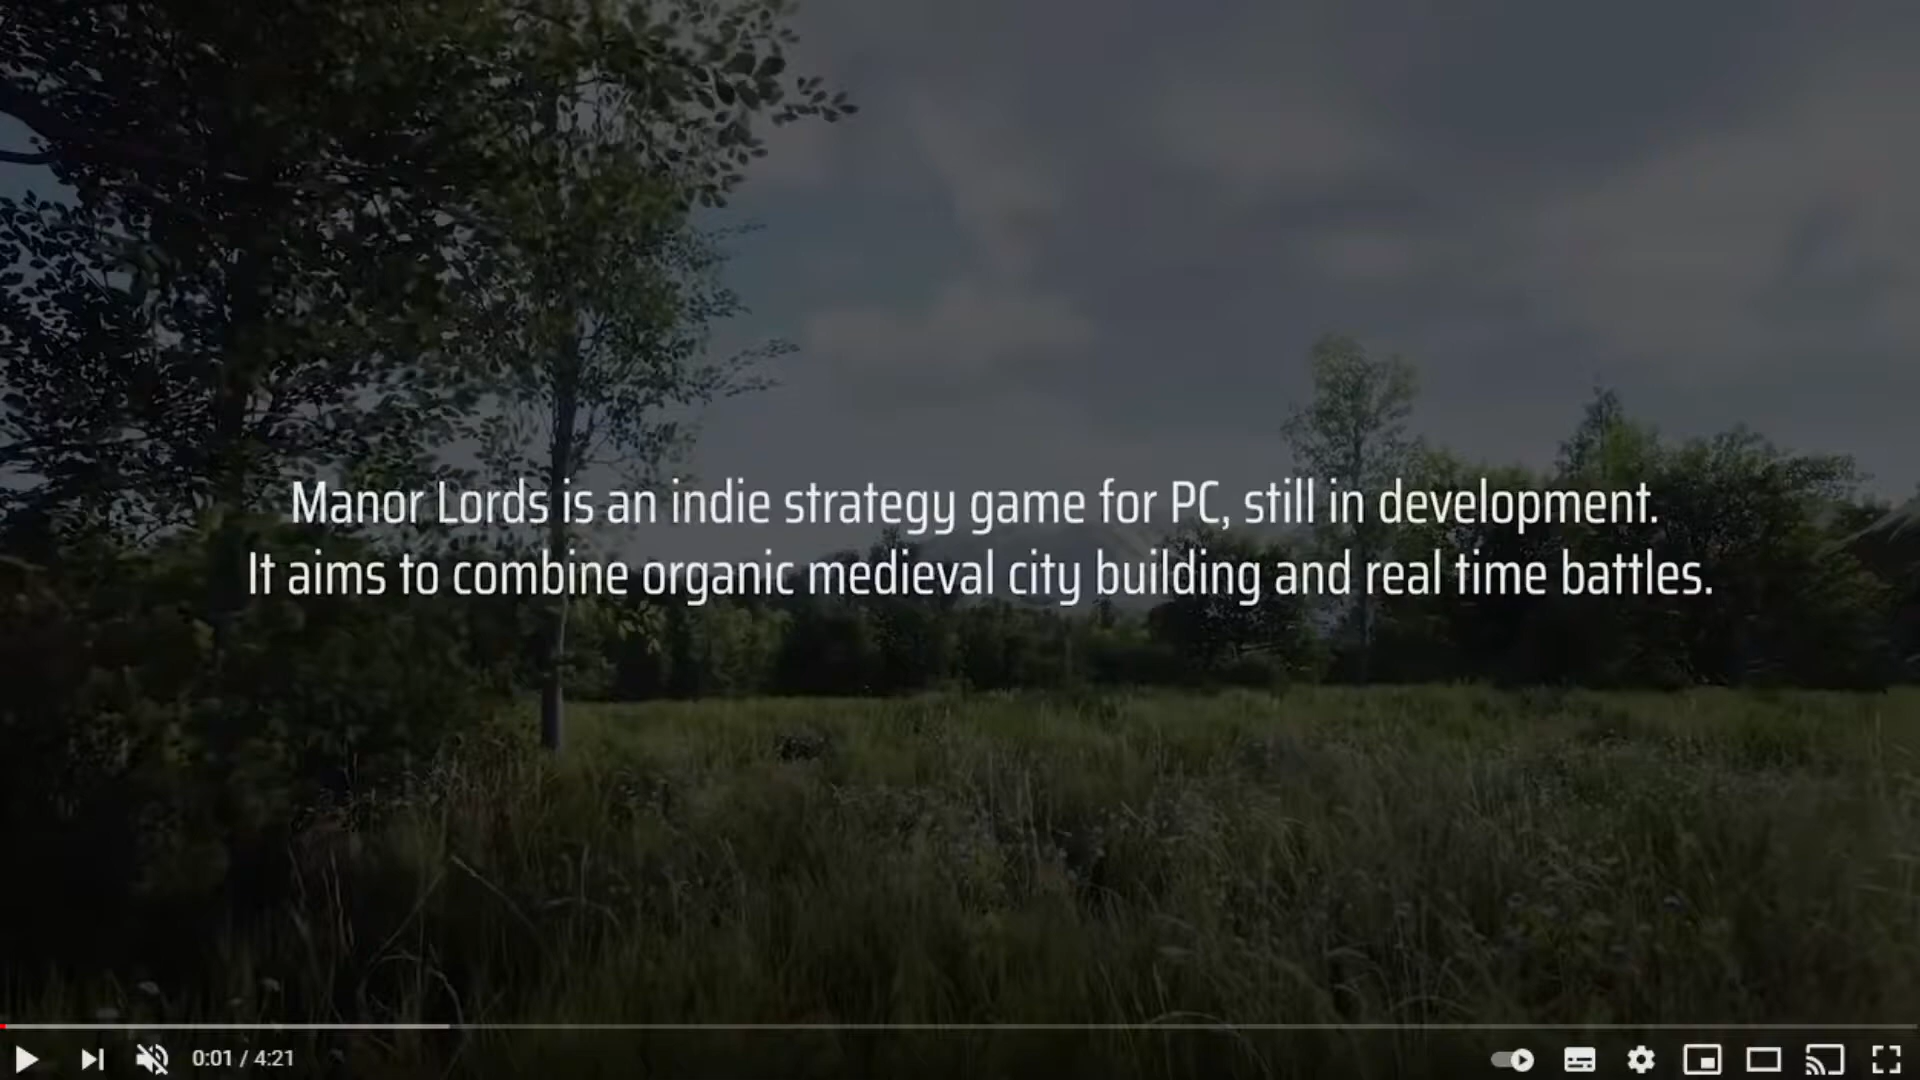 Manor Lords is an indie strategy game for PC, still in development.
It aims to combine organic medieval city building and real time battles.
0:01 / 4:21